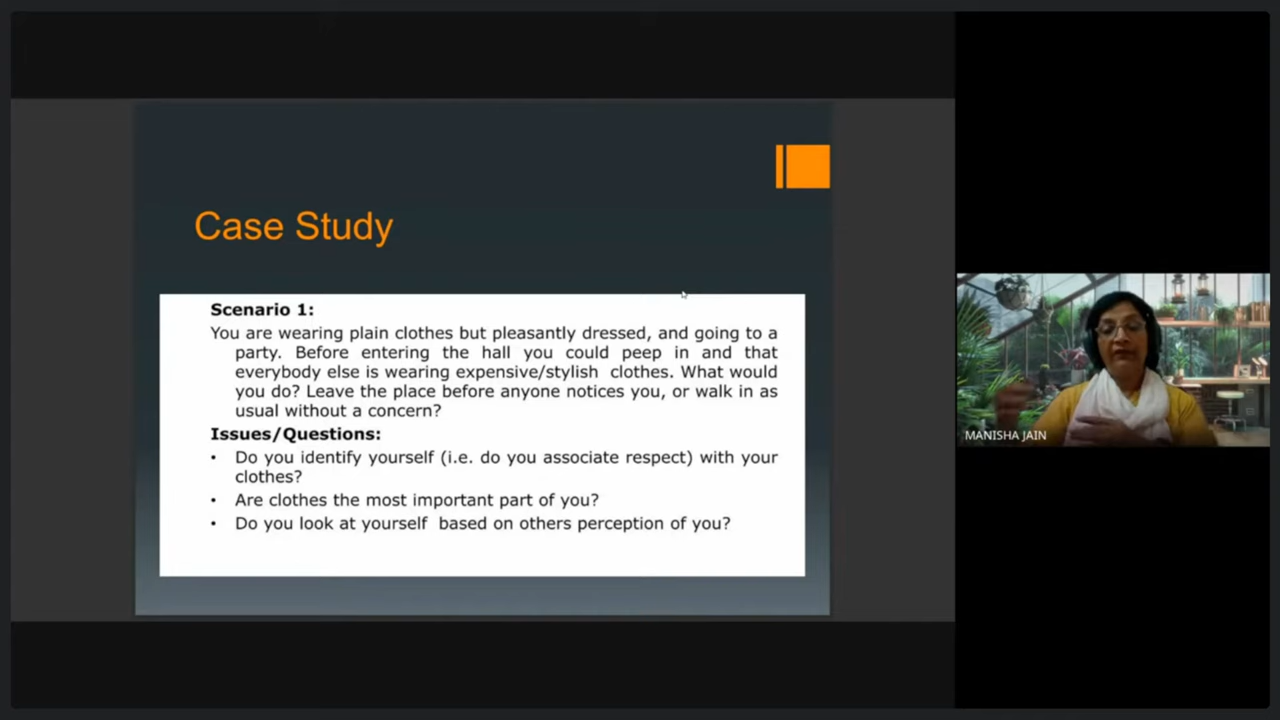 Case Study
Scenario 1:
You are wearing plain clothes but pleasantly dressed, and going to a
party. Before entering the hall you could peep in and that
everybody else is wearing expensive/stylish clothes. What would
you do? Leave the place before anyone notices you, or walk in as
usual without a concern?
Issues/Questions:
• Do you identify yourself (i.e. do you associate respect) with your
clothes?
• Are clothes the most important part of you?
• Do you look at yourself based on others perception of you?
MANISHA JAIN